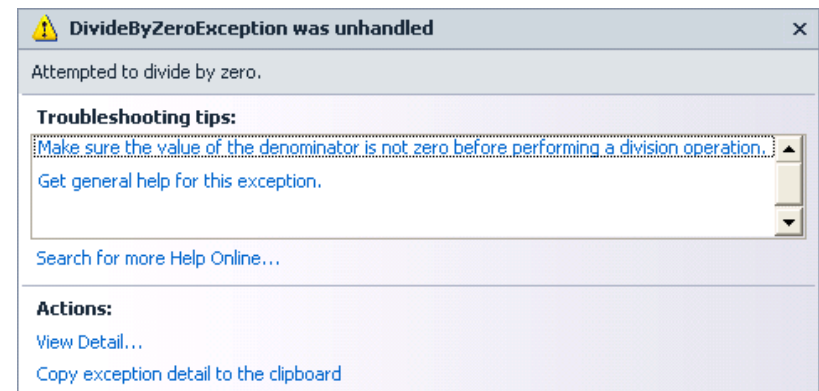 DivideByZeroException was unhandled
Attempted to divide by zero.
Troubleshooting tips:
Make sure the value of the denominator is not zero before performing a division operation.
Get general help for this exception.
Search for more Help Online...
Actions:
View Detail...
Copy exception detail to the clipboard